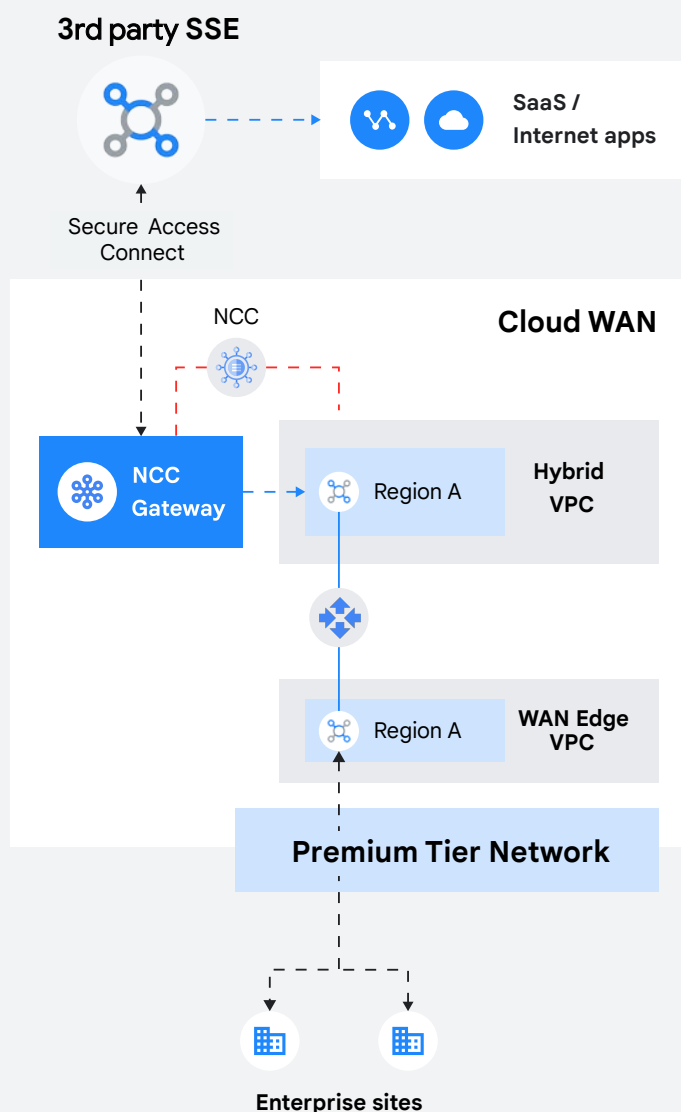 3rd party SSE
SaaS /
Internet apps
Secure Access
Connect
NCC
Cloud WAN
NCC
Gateway
Region A
Hybrid
VPC
Region A
WAN Edge
VPC
Premium Tier Network
Enterprise sites